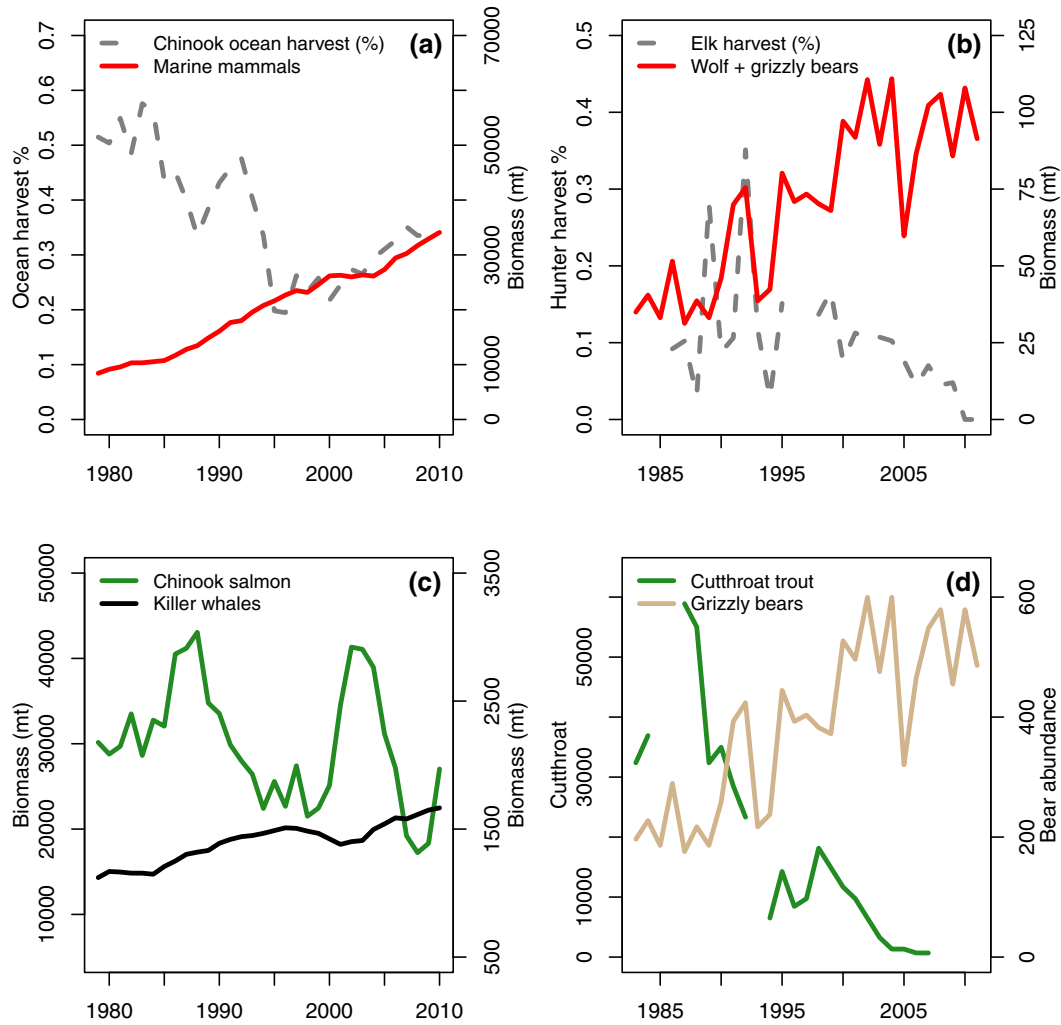 (a)
Chinook ocean harvest (%)
Marine mammals
Ocean harvest %
0.0 0.1 0.2 0.3 0.4 0.5 0.6 0.7
Biomass (mt)
0 10000 30000 50000 70000
1980 1990 2000 2010
(b)
Elk harvest (%)
Wolf + grizzly bears
Hunter harvest %
0.0 0.1 0.2 0.3 0.4 0.5
Biomass (mt)
0 25 50 75 100 125
1985 1995 2005
(c)
Chinook salmon
Killer whales
Biomass (mt)
10000 20000 30000 40000 50000
Biomass (mt)
500 1500 2500 3500
1980 1990 2000 2010
(d)
Cutthroat trout
Grizzly bears
Cutthroat
0 10000 30000 50000
Bear abundance
0 200 400 600
1985 1995 2005